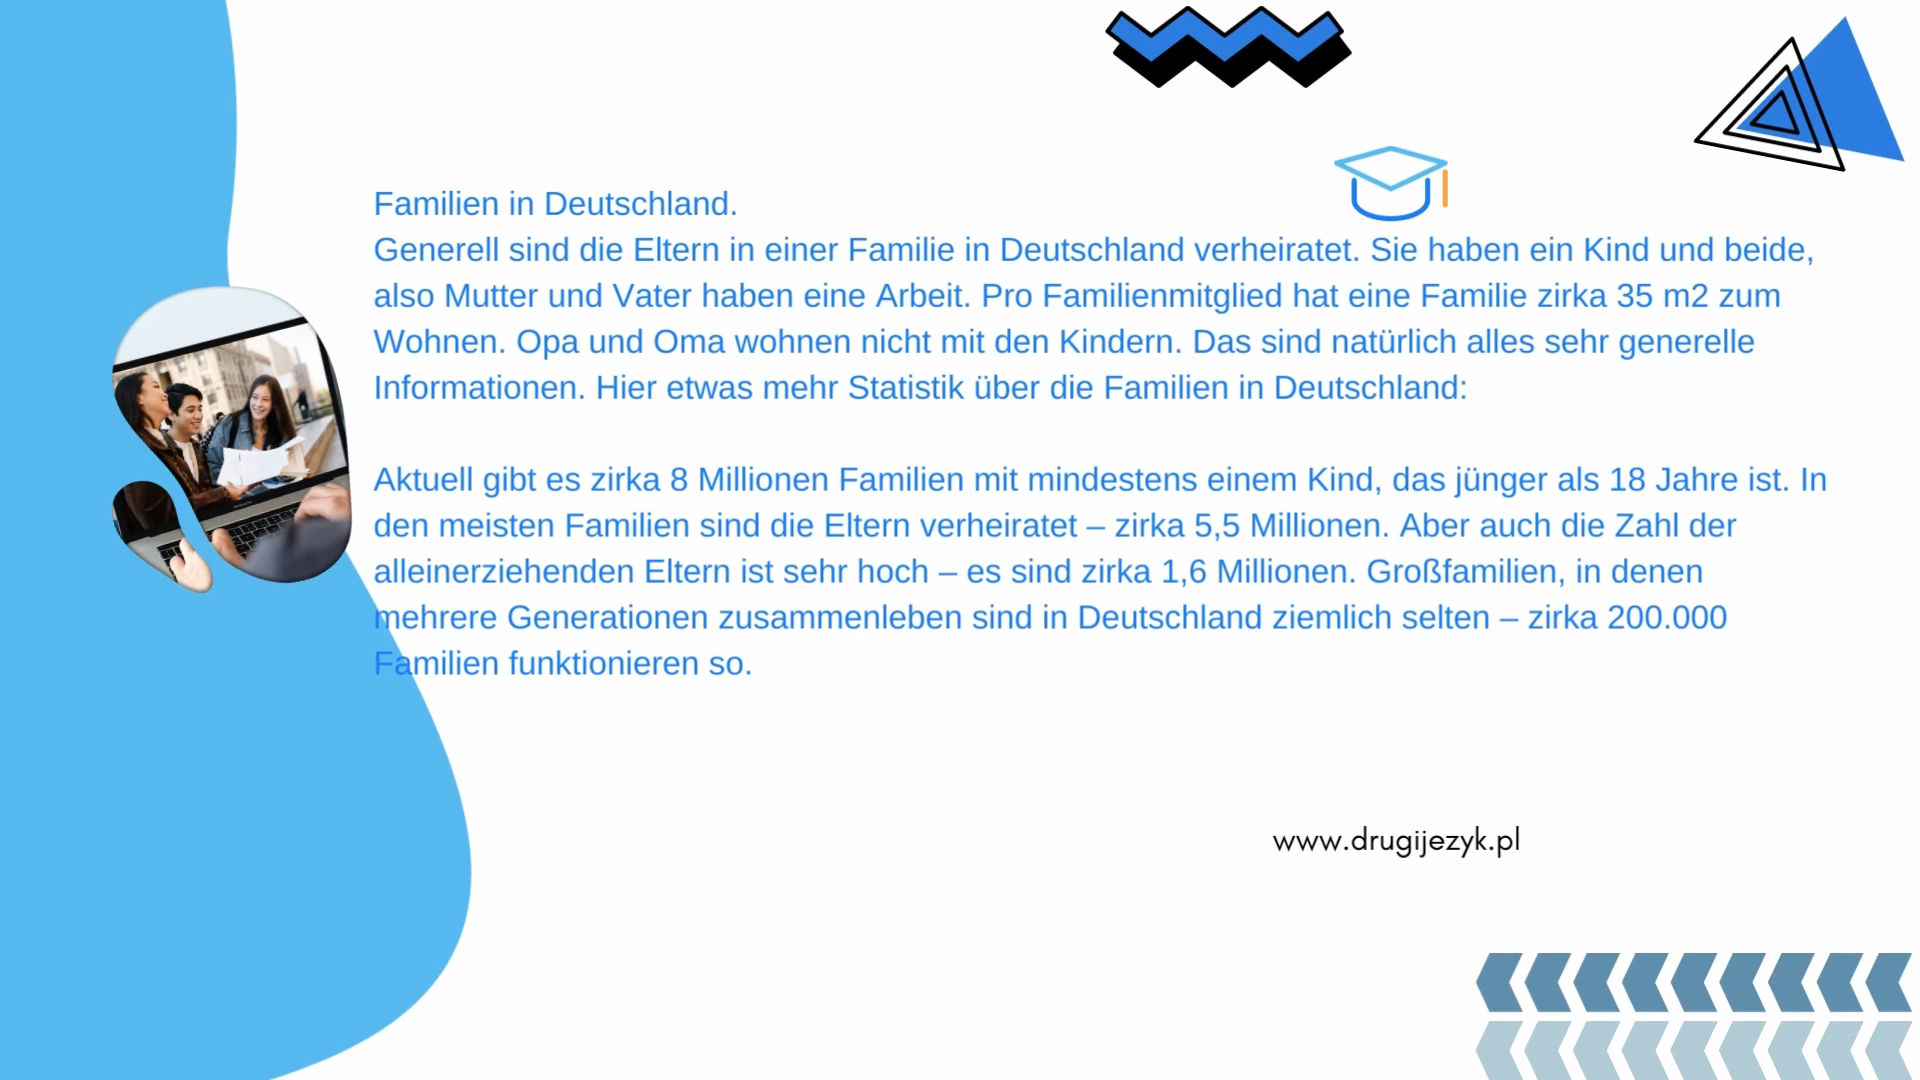 Familien in Deutschland.
Generell sind die Eltern in einer Familie in Deutschland verheiratet. Sie haben ein Kind und beide,
also Mutter und Vater haben eine Arbeit. Pro Familienmitglied hat eine Familie zirka 35 m2 zum
Wohnen. Opa und Oma wohnen nicht mit den Kindern. Das sind natürlich alles sehr generelle
Informationen. Hier etwas mehr Statistik über die Familien in Deutschland:
Aktuell gibt es zirka 8 Millionen Familien mit mindestens einem Kind, das jünger als 18 Jahre ist. In
den meisten Familien sind die Eltern verheiratet – zirka 5,5 Millionen. Aber auch die Zahl der
alleinerziehenden Eltern ist sehr hoch – es sind zirka 1,6 Millionen. Großfamilien, in denen
mehrere Generationen zusammenleben sind in Deutschland ziemlich selten – zirka 200.000
Familien funktionieren so.
www.drugijezyk.pl